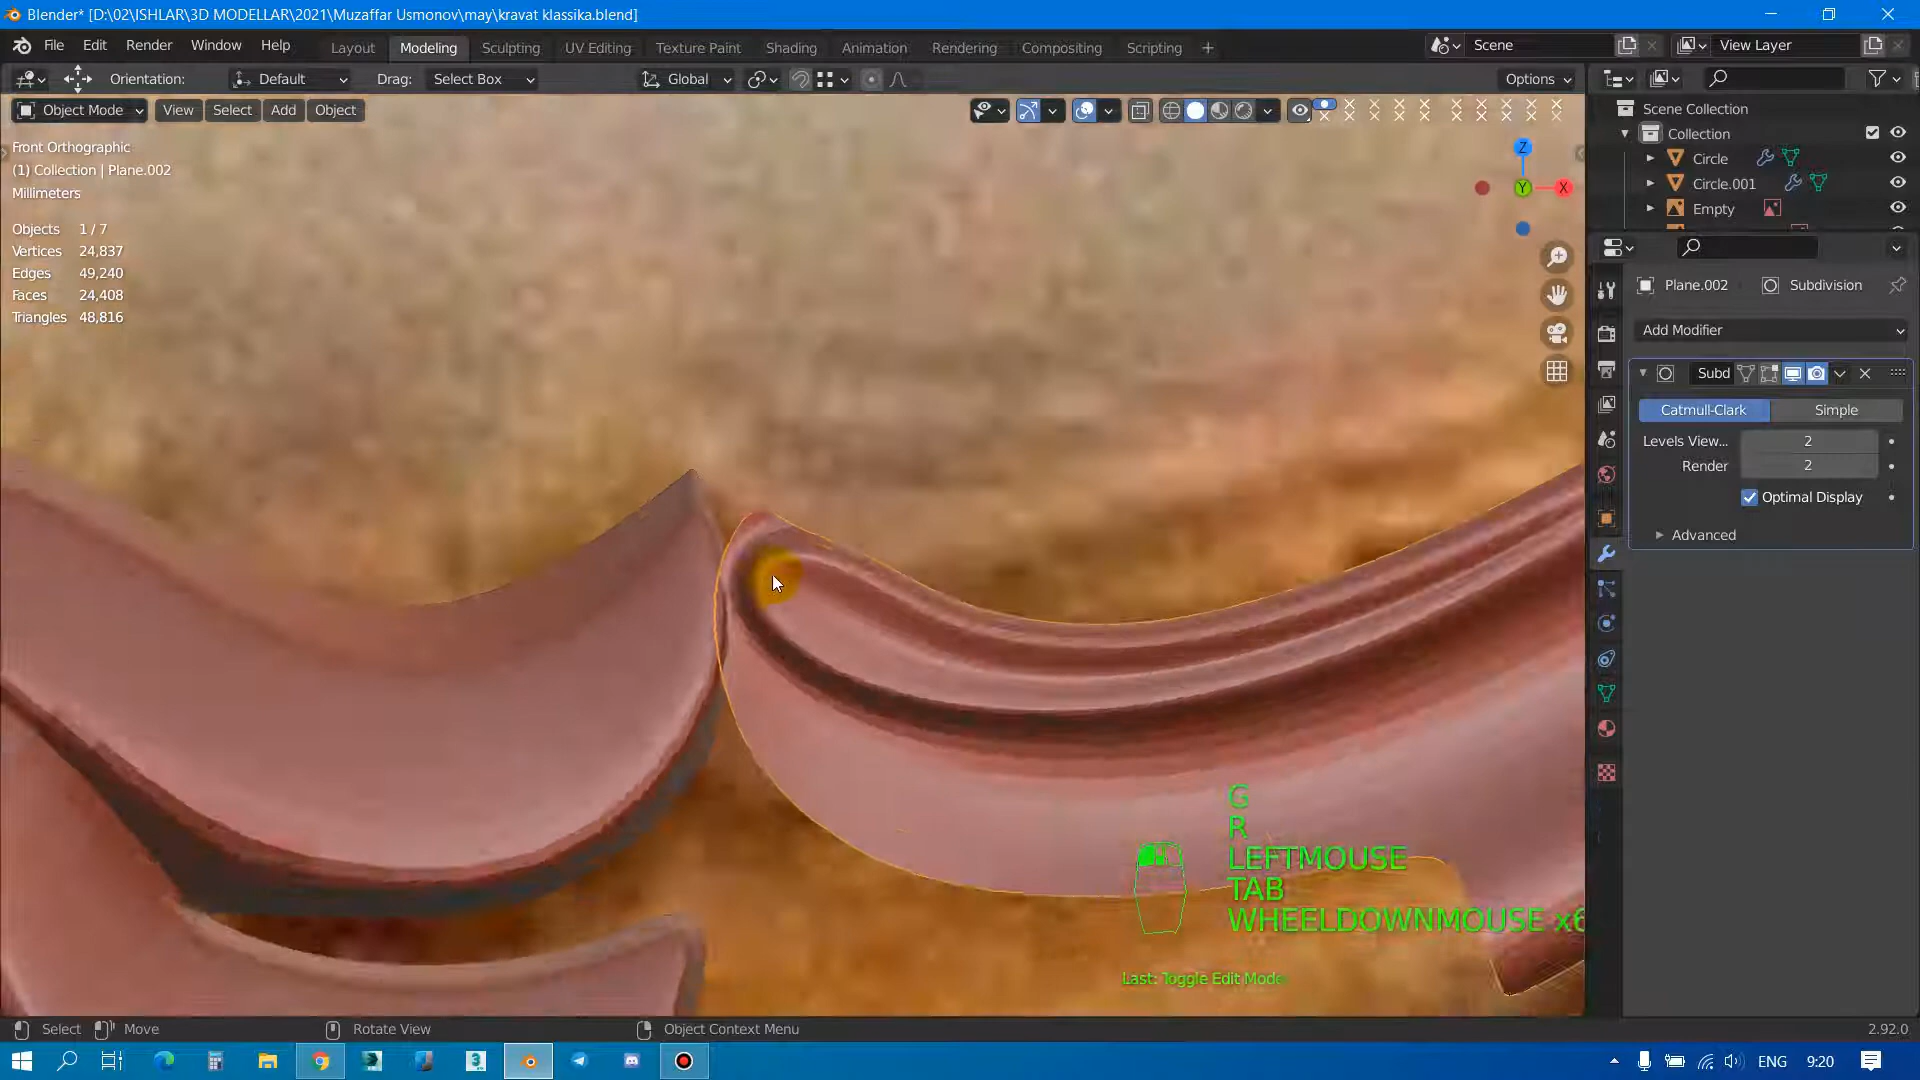 Blender* [D:\02\ISHLAR\3D MODELLAR\2021\Muzaffar Usmonov\may\kravat klassika.blend]
File Edit Render Window Help Layout Modeling Sculpting UV Editing Texture Paint Shading Animation Rendering Compositing Scripting Scene View Layer
Orientation: Default Drag: Select Box Global Options
Object Mode View Select Add Object
Front Orthographic
(1) Collection | Plane.002
Millimeters
Objects 1 / 7
Vertices 24,837
Edges 49,240
Faces 24,408
Triangles 48,816
Z
Y
X
Scene Collection
Collection
Circle
Circle.001
Empty
Plane.002 Subdivision
Add Modifier
Subd
Catmull-Clark Simple
Levels View... 2
Render 2
Optimal Display
Advanced
G
R
LEFTMOUSE
TAB
WHEELDOWNMOUSE x6
Last: Toggle Edit Mode
Select Move Rotate View Object Context Menu 2.92.0
ENG 9:20